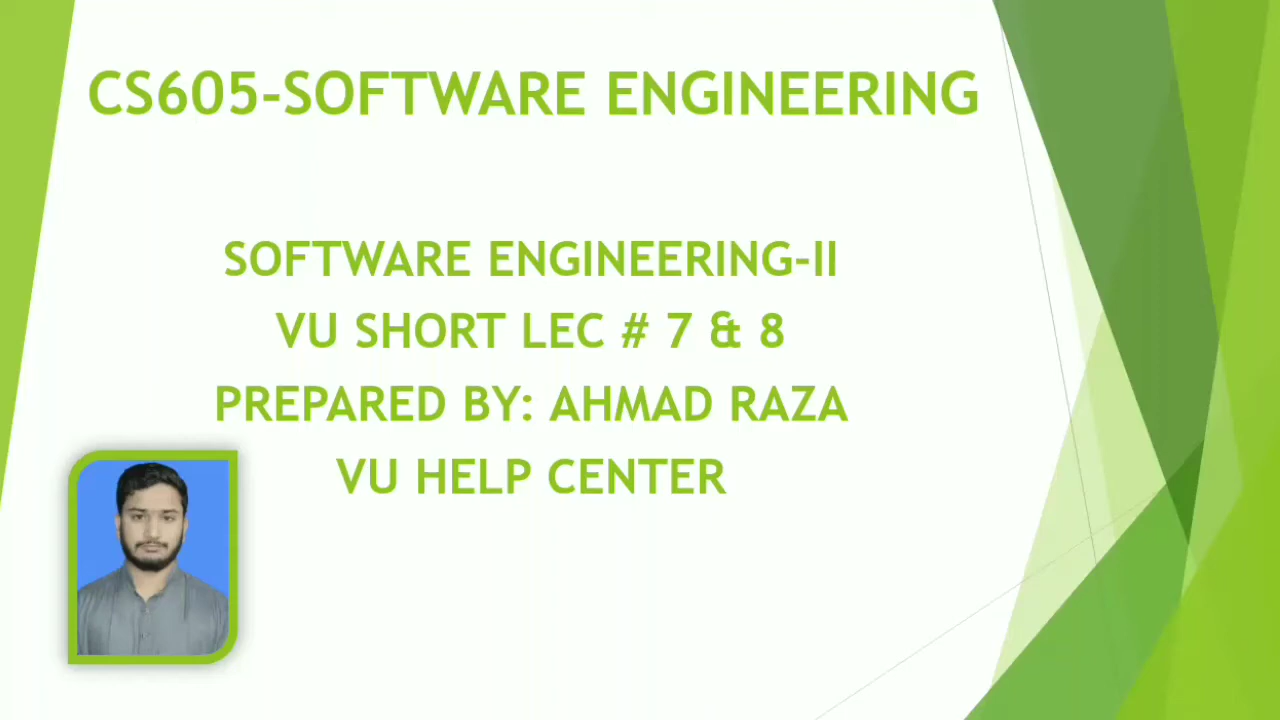 CS605-SOFTWARE ENGINEERING
SOFTWARE ENGINEERING-II
VU SHORT LEC # 7 & 8
PREPARED BY: AHMAD RAZA
VU HELP CENTER